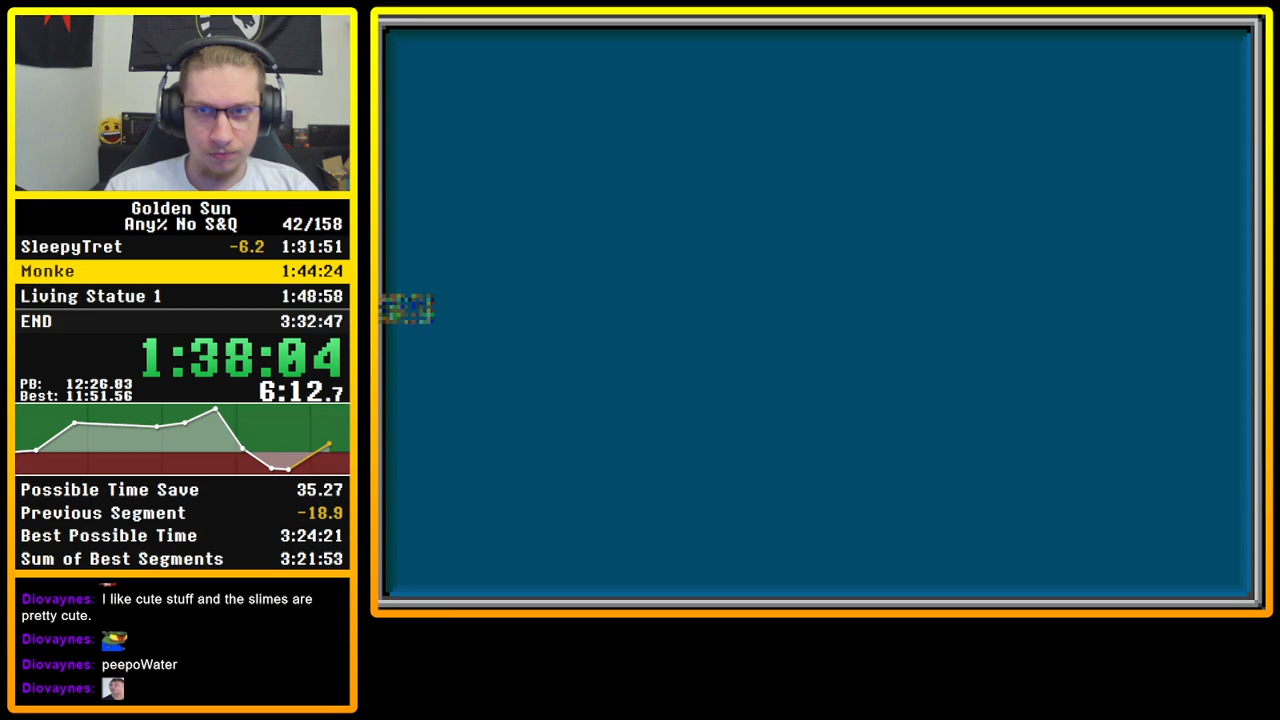 Golden Sun
Any% No S&Q 42/158
SleepyTret -6.2 1:31:51
Monke 1:44:24
Living Statue 1 1:48:58
END 3:32:47
1:38:04
PB: 12:26.83 6:12.7
Best: 11:51.56
Possible Time Save 35.27
Previous Segment -18.9
Best Possible Time 3:24:21
Sum of Best Segments 3:21:53
Diovaynes: I like cute stuff and the slimes are
pretty cute.
Diovaynes:
Diovaynes: peepoWater
Diovaynes: